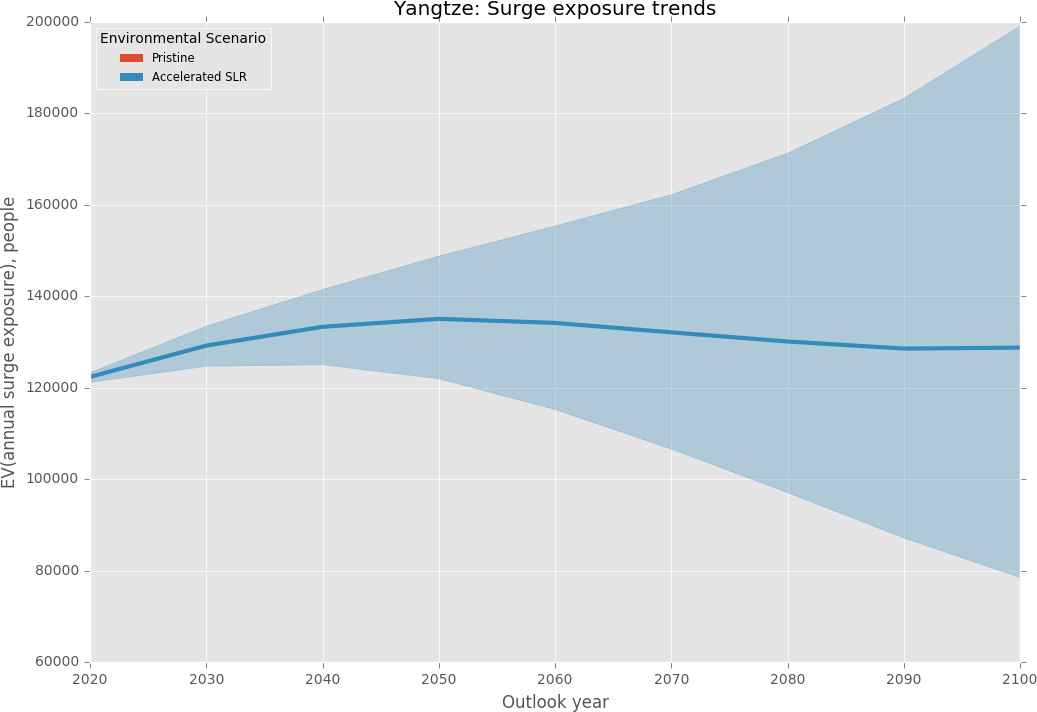 Yangtze: Surge exposure trends
Environmental Scenario
Pristine
Accelerated SLR
EV(annual surge exposure), people
200000
180000
160000
140000
120000
100000
80000
60000
2020 2030 2040 2050 2060 2070 2080 2090 2100
Outlook year